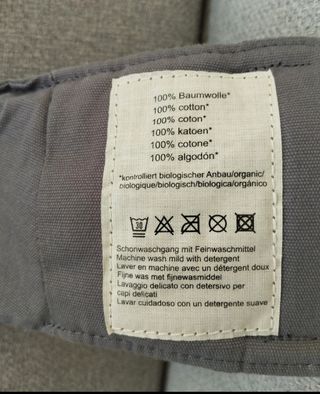 100% Baumwolle*
100% cotton*
100% coton*
100% katoen*
100% cotone*
100% algodón*
*kontrolliert biologischer Anbau/organic/
biologique/biologisch/biologica/orgánico
30
Schonwaschgang mit Feinwaschmittel
Machine wash mild with detergent
Laver en machine avec un détergent doux
Fijne was met fijnewasmiddel
Lavaggio delicato con detersivo per
capi delicati
Lavar cuidadoso con un detergente suave